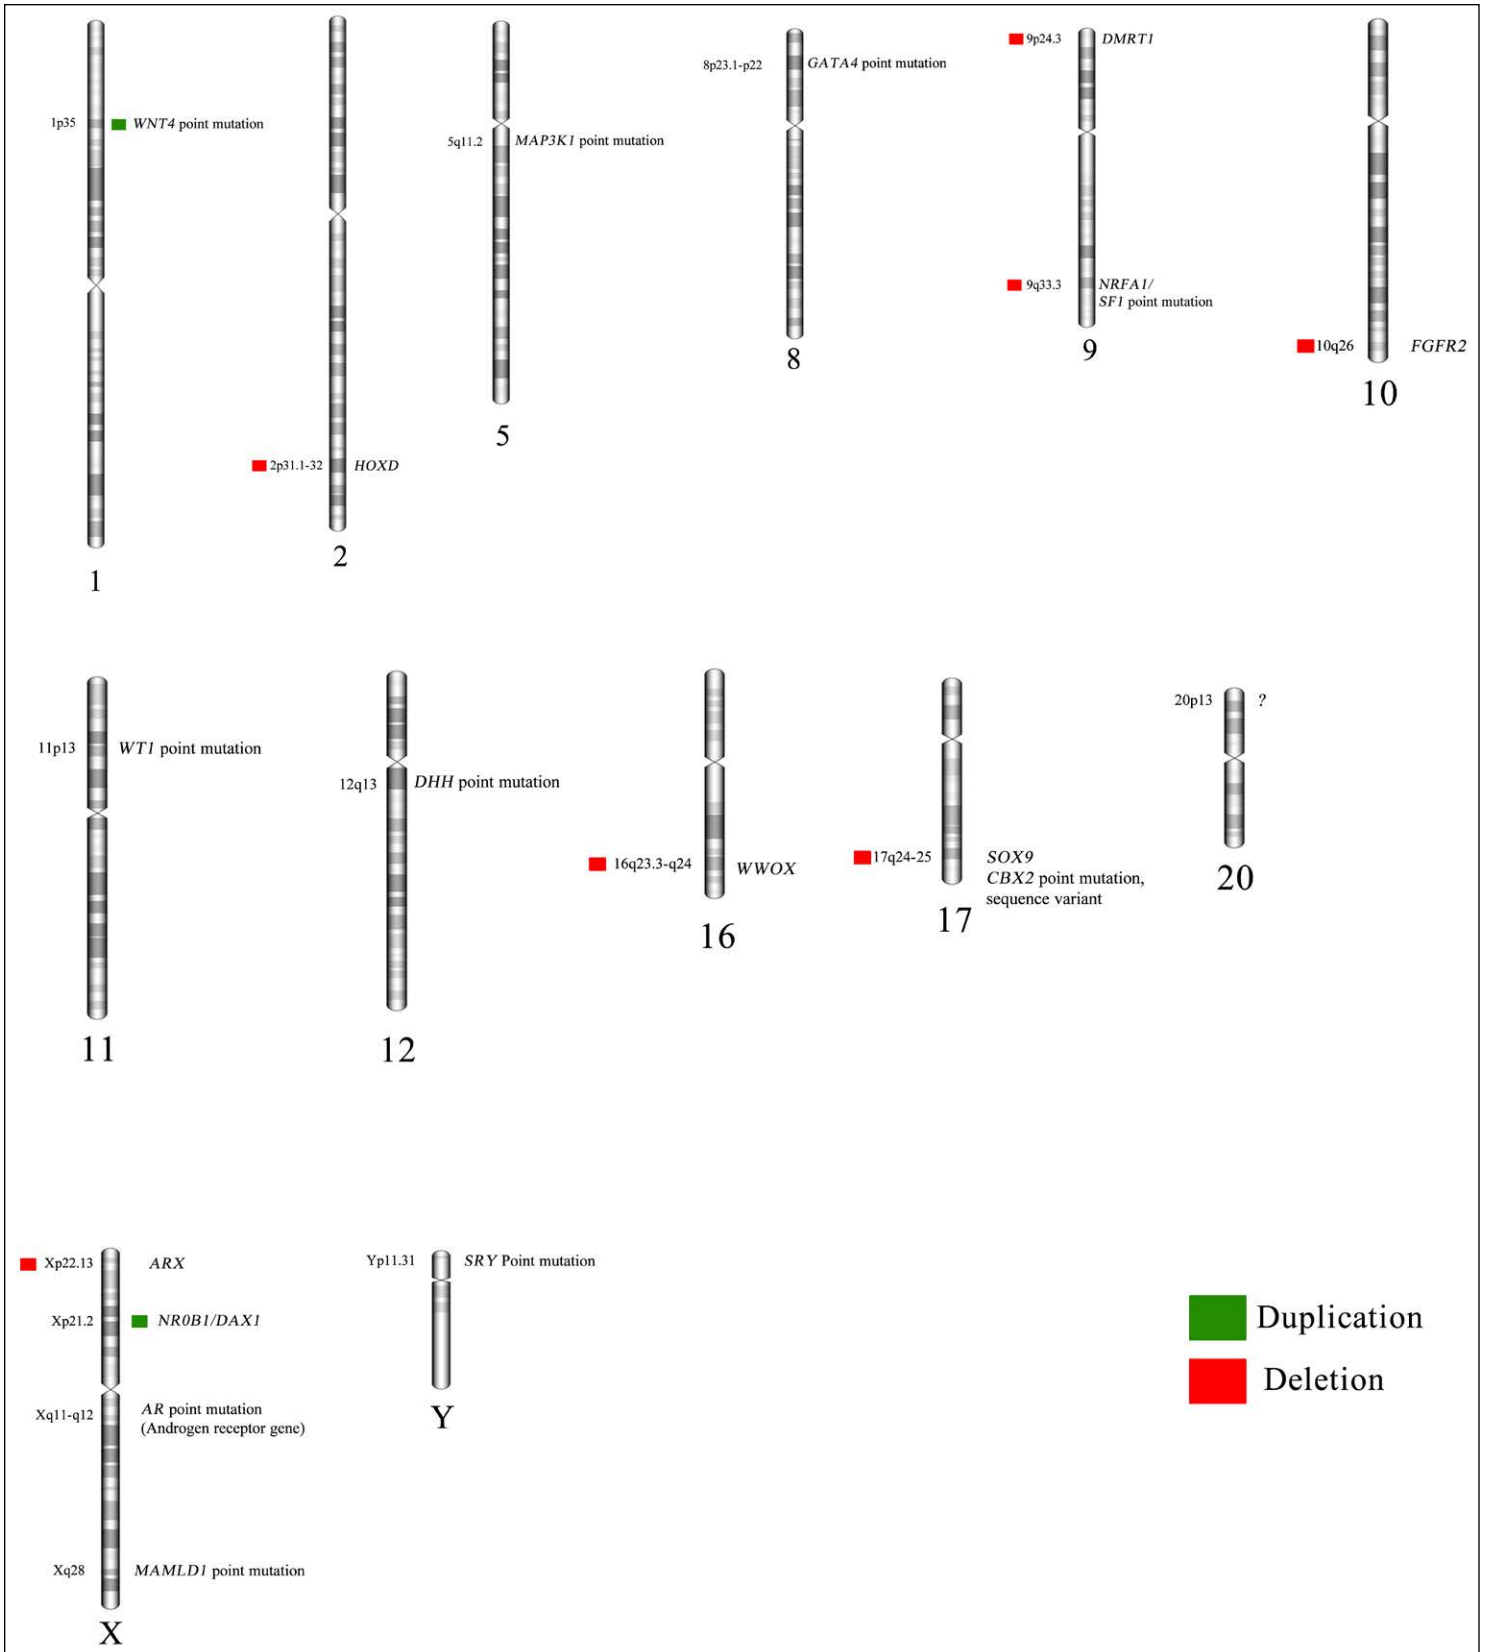 1p35
WNT4 point mutation
1
2p31.1-32
HOXD
2
5q11.2
MAP3K1 point mutation
5
8p23.1-p22
GATA4 point mutation
8
9p24.3
DMRT1
9q33.3
NRFA1/
SF1 point mutation
9
10q26
FGFR2
10
11p13
WT1 point mutation
11
12q13
DHH point mutation
12
16q23.3-q24
WWOX
16
17q24-25
SOX9
CBX2 point mutation,
sequence variant
17
20p13
?
20
Xp22.13
ARX
Xp21.2
NR0B1/DAX1
Xq11-q12
AR point mutation
(Androgen receptor gene)
Xq28
MAMLD1 point mutation
X
Yp11.31
SRY Point mutation
Y
Duplication
Deletion